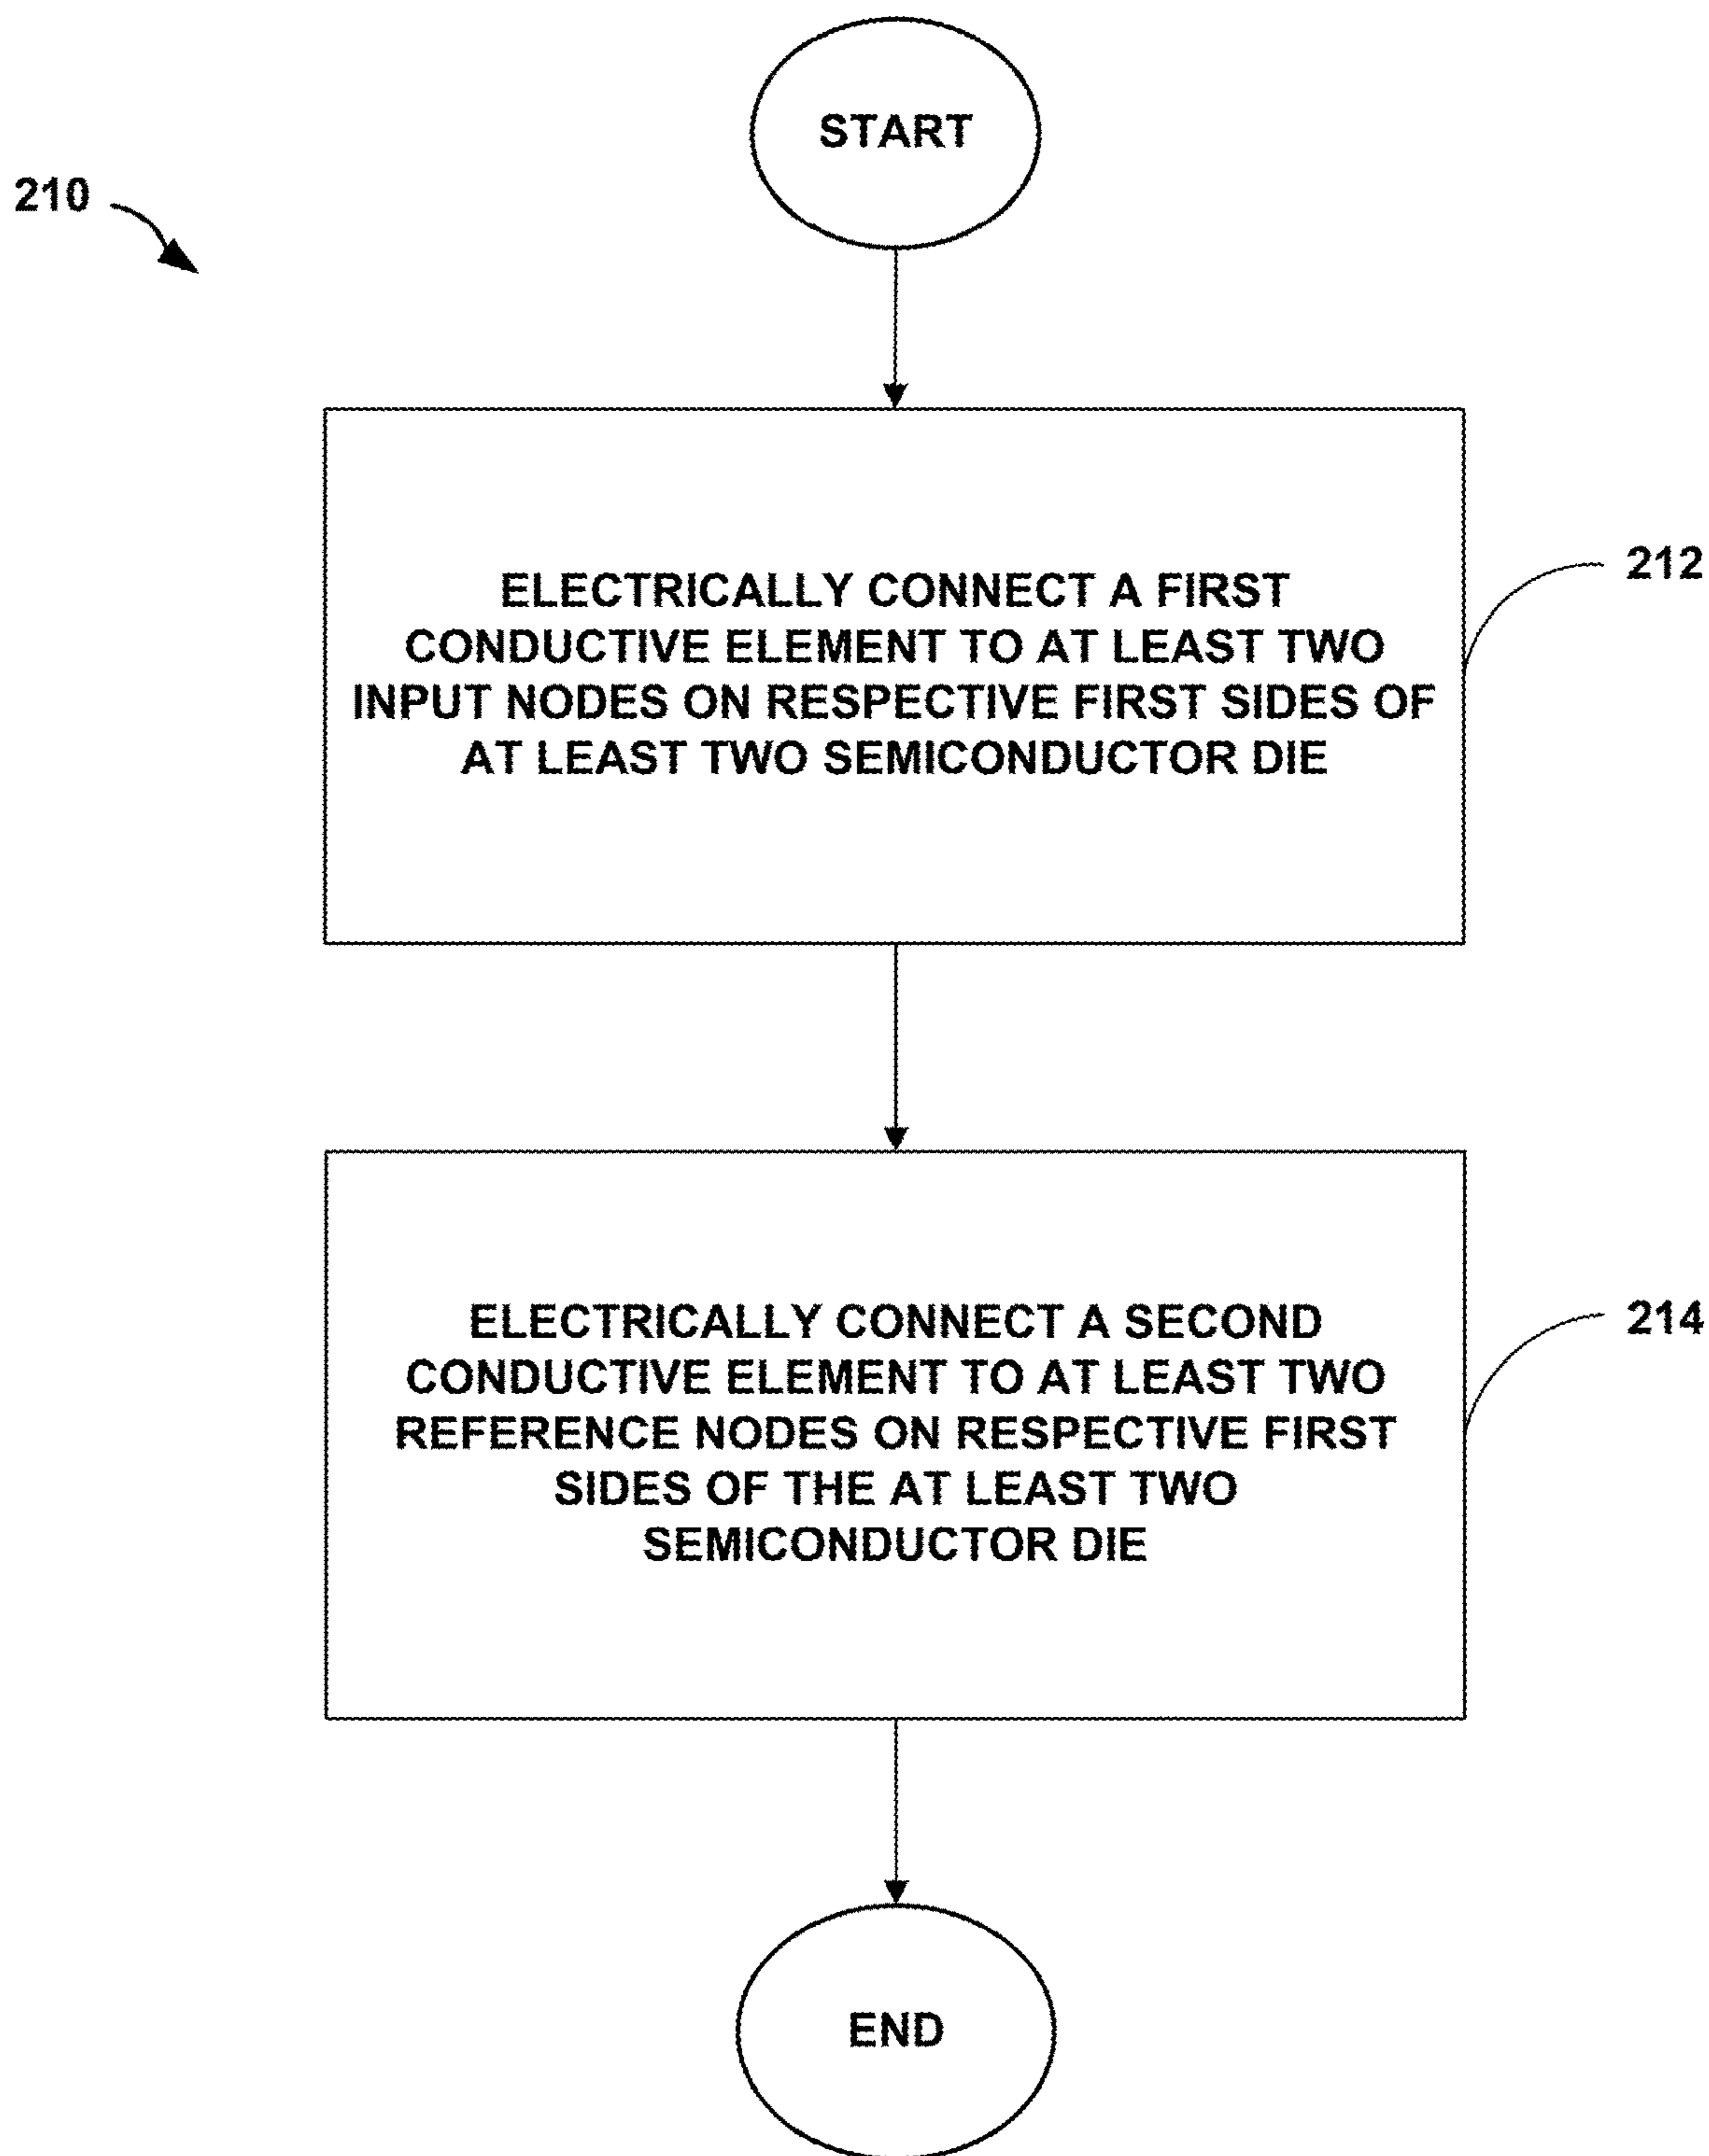 START
210
ELECTRICALLY CONNECT A FIRST
CONDUCTIVE ELEMENT TO AT LEAST TWO
INPUT NODES ON RESPECTIVE FIRST SIDES OF
AT LEAST TWO SEMICONDUCTOR DIE
212
ELECTRICALLY CONNECT A SECOND
CONDUCTIVE ELEMENT TO AT LEAST TWO
REFERENCE NODES ON RESPECTIVE FIRST
SIDES OF THE AT LEAST TWO
SEMICONDUCTOR DIE
214
END